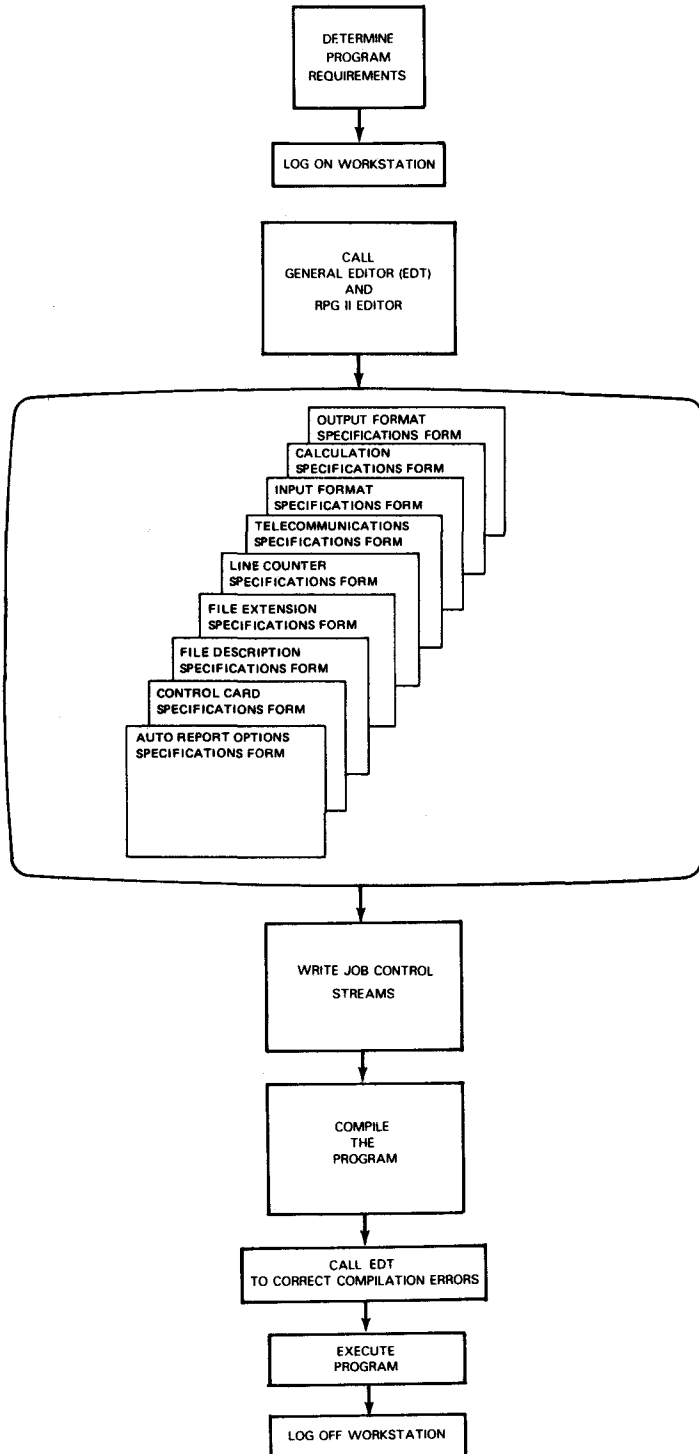 DETERMINE
PROGRAM
REQUIREMENTS
LOG ON WORKSTATION
CALL
GENERAL EDITOR (EDT)
AND
RPG II EDITOR
OUTPUT FORMAT
SPECIFICATIONS FORM
CALCULATION
SPECIFICATIONS FORM
INPUT FORMAT
SPECIFICATIONS FORM
TELECOMMUNICATIONS
SPECIFICATIONS FORM
LINE COUNTER
SPECIFICATIONS FORM
FILE EXTENSION
SPECIFICATIONS FORM
FILE DESCRIPTION
SPECIFICATIONS FORM
CONTROL CARD
SPECIFICATIONS FORM
AUTO REPORT OPTIONS
SPECIFICATIONS FORM
WRITE JOB CONTROL
STREAMS
COMPILE
THE
PROGRAM
CALL EDT
TO CORRECT COMPILATION ERRORS
EXECUTE
PROGRAM
LOG OFF WORKSTATION